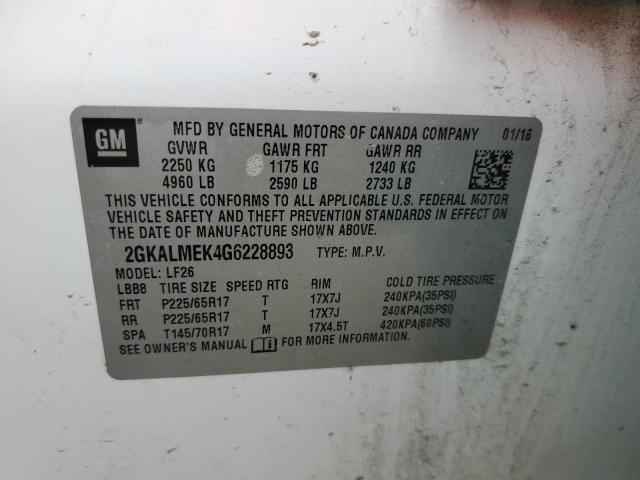 GM ® MFD BY GENERAL MOTORS OF CANADA COMPANY 01/16
GVWR GAWR FRT GAWR RR
2250 KG 1175 KG 1240 KG
4960 LB 2590 LB 2733 LB
THIS VEHICLE CONFORMS TO ALL APPLICABLE U.S. FEDERAL MOTOR
VEHICLE SAFETY AND THEFT PREVENTION STANDARDS IN EFFECT ON
THE DATE OF MANUFACTURE SHOWN ABOVE.
2GKALMEK4G6228893 TYPE: M.P.V.
MODEL: LF26
LBB8 TIRE SIZE SPEED RTG RIM COLD TIRE PRESSURE
FRT P225/65R17 T 17X7J 240KPA(35PSI)
RR P225/65R17 T 17X7J 240KPA(35PSI)
SPA T145/70R17 M 17X4.5T 420KPA(60PSI)
SEE OWNER'S MANUAL FOR MORE INFORMATION.